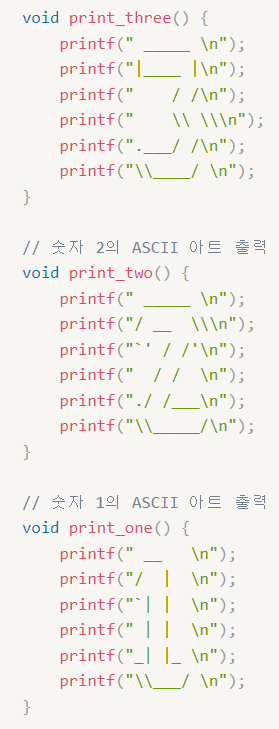 void print_three() {
    printf(" _____ \n");
    printf("|____ |\n");
    printf("    / /\n");
    printf("    \\ \\\n");
    printf(".___/ /\n");
    printf("\\____/ \n");
}

// 숫자 2의 ASCII 아트 출력
void print_two() {
    printf(" _____ \n");
    printf("/ __  \\\n");
    printf("`' / /'\n");
    printf("  / /  \n");
    printf("./ /___\n");
    printf("\\_____/\n");
}

// 숫자 1의 ASCII 아트 출력
void print_one() {
    printf(" __   \n");
    printf("/  |  \n");
    printf("`| |  \n");
    printf(" | |  \n");
    printf("_| |_ \n");
    printf("\\___/ \n");
}